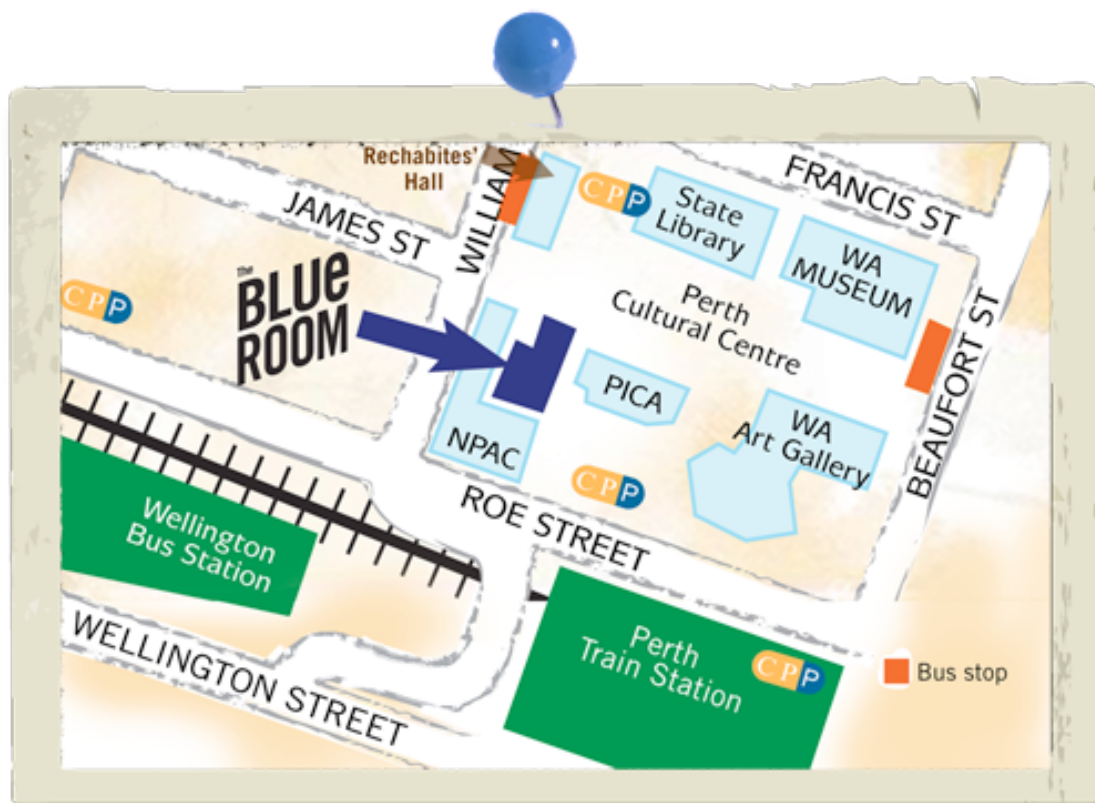 Rechabites'
Hall
WILLIAM
JAMES ST
FRANCIS ST
CPP
State
Library
WA
MUSEUM
The
BLUe
ROOM
CPP
Perth
Cultural Centre
BEAUFORT ST
PICA
WA
Art Gallery
NPAC
CPP
ROE STREET
Wellington
Bus Station
WELLINGTON STREET
Perth
Train Station
CPP
Bus stop